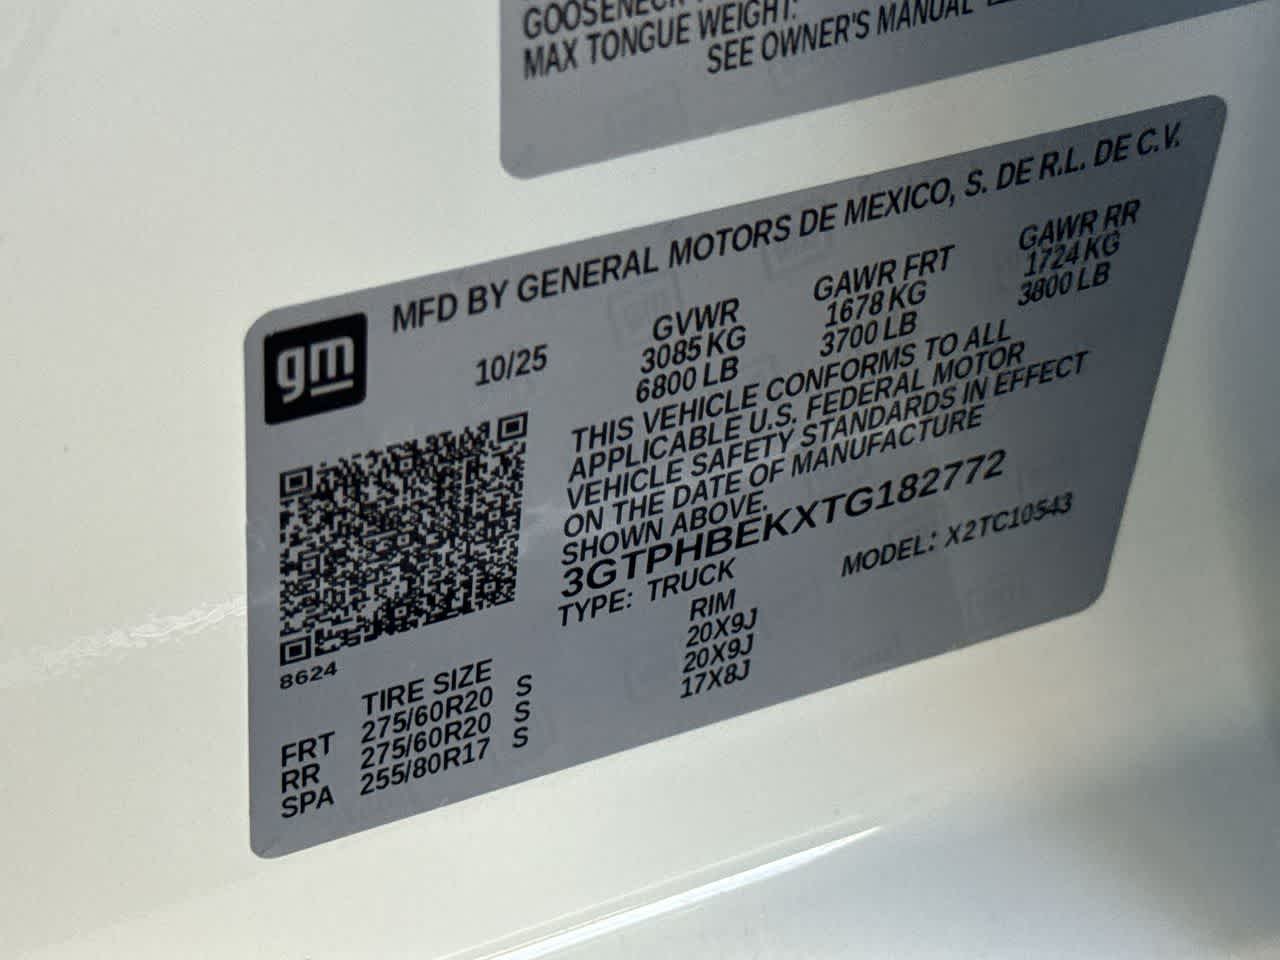 GOOSENECK
MAX TONGUE WEIGHT:
SEE OWNER'S MANUAL
MFD BY GENERAL MOTORS DE MEXICO, S. DE R.L. DE C.V.
gm
10/25
GVWR GAWR FRT GAWR RR
3085 KG 1678 KG 1724 KG
6800 LB 3700 LB 3800 LB
THIS VEHICLE CONFORMS TO ALL
APPLICABLE U.S. FEDERAL MOTOR
VEHICLE SAFETY STANDARDS IN EFFECT
ON THE DATE OF MANUFACTURE
SHOWN ABOVE.
3GTPHBEKXTG182772
TYPE: TRUCK MODEL: X2TC10543
8624
TIRE SIZE RIM
FRT 275/60R20 S 20X9J
RR 275/60R20 S 20X9J
SPA 255/80R17 S 17X8J